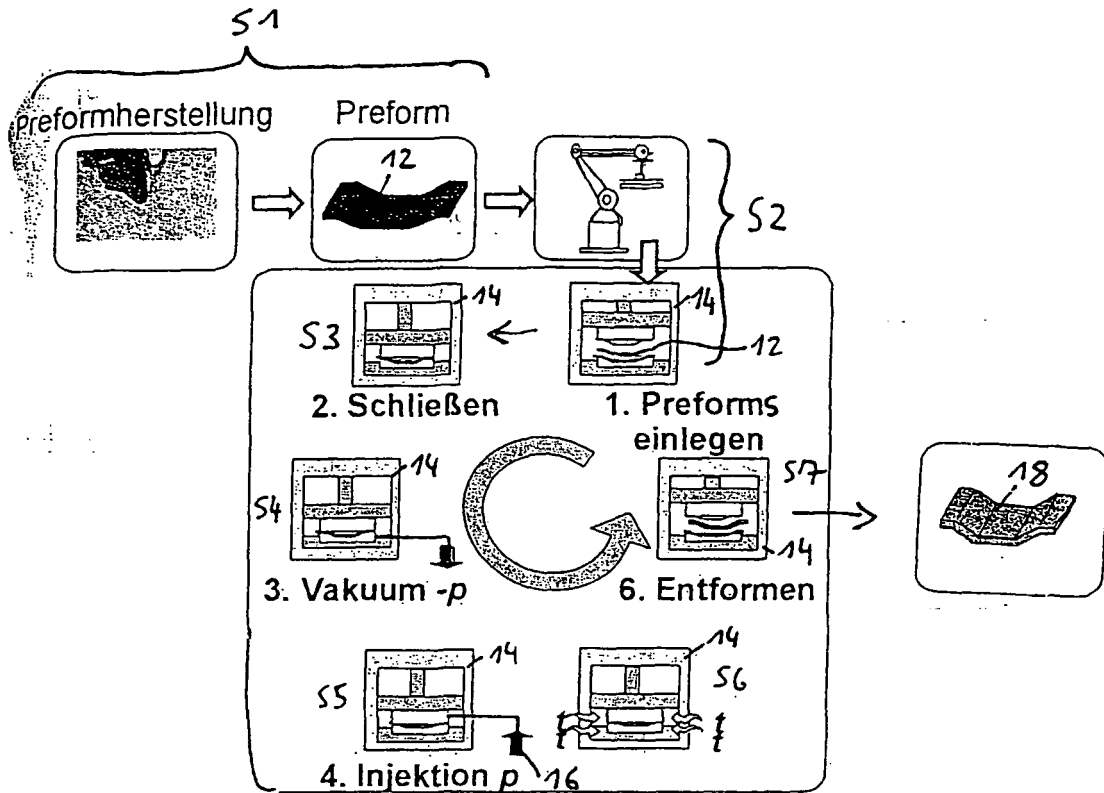 S1
Preformherstellung
Preform
12
S2
14
14
S3
12
2. Schließen
1. Preforms
einlegen
14
S7
18
S4
14
3. Vakuum -p
6. Entformen
14
14
S5
S6
4. Injektion p
16